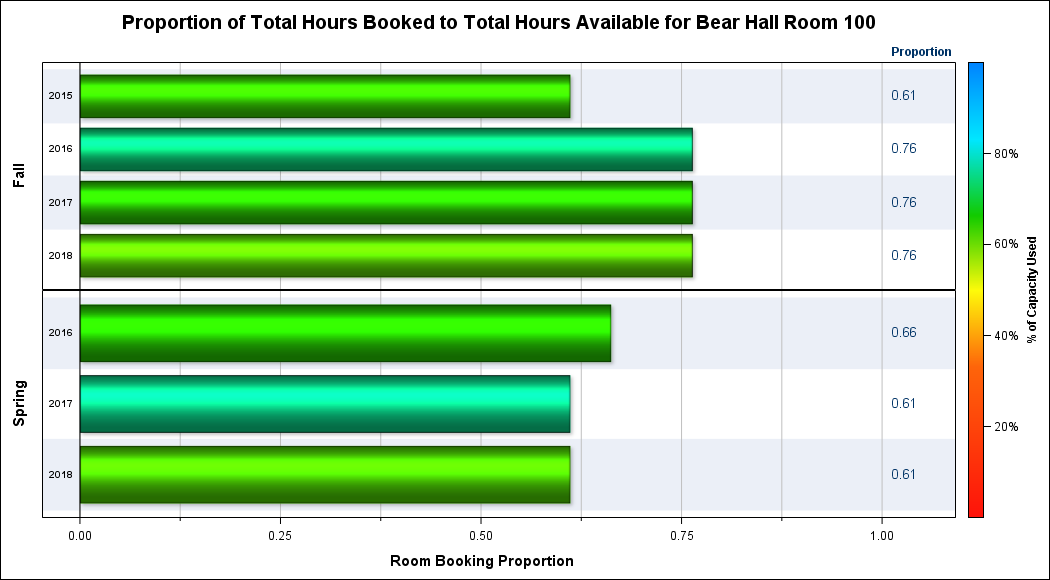 Proportion of Total Hours Booked to Total Hours Available for Bear Hall Room 100
Proportion
Fall
2015
0.61
2016
0.76
2017
0.76
2018
0.76
Spring
2016
0.66
2017
0.61
2018
0.61
0.00 0.25 0.50 0.75 1.00
Room Booking Proportion
80%
60%
40%
20%
% of Capacity Used